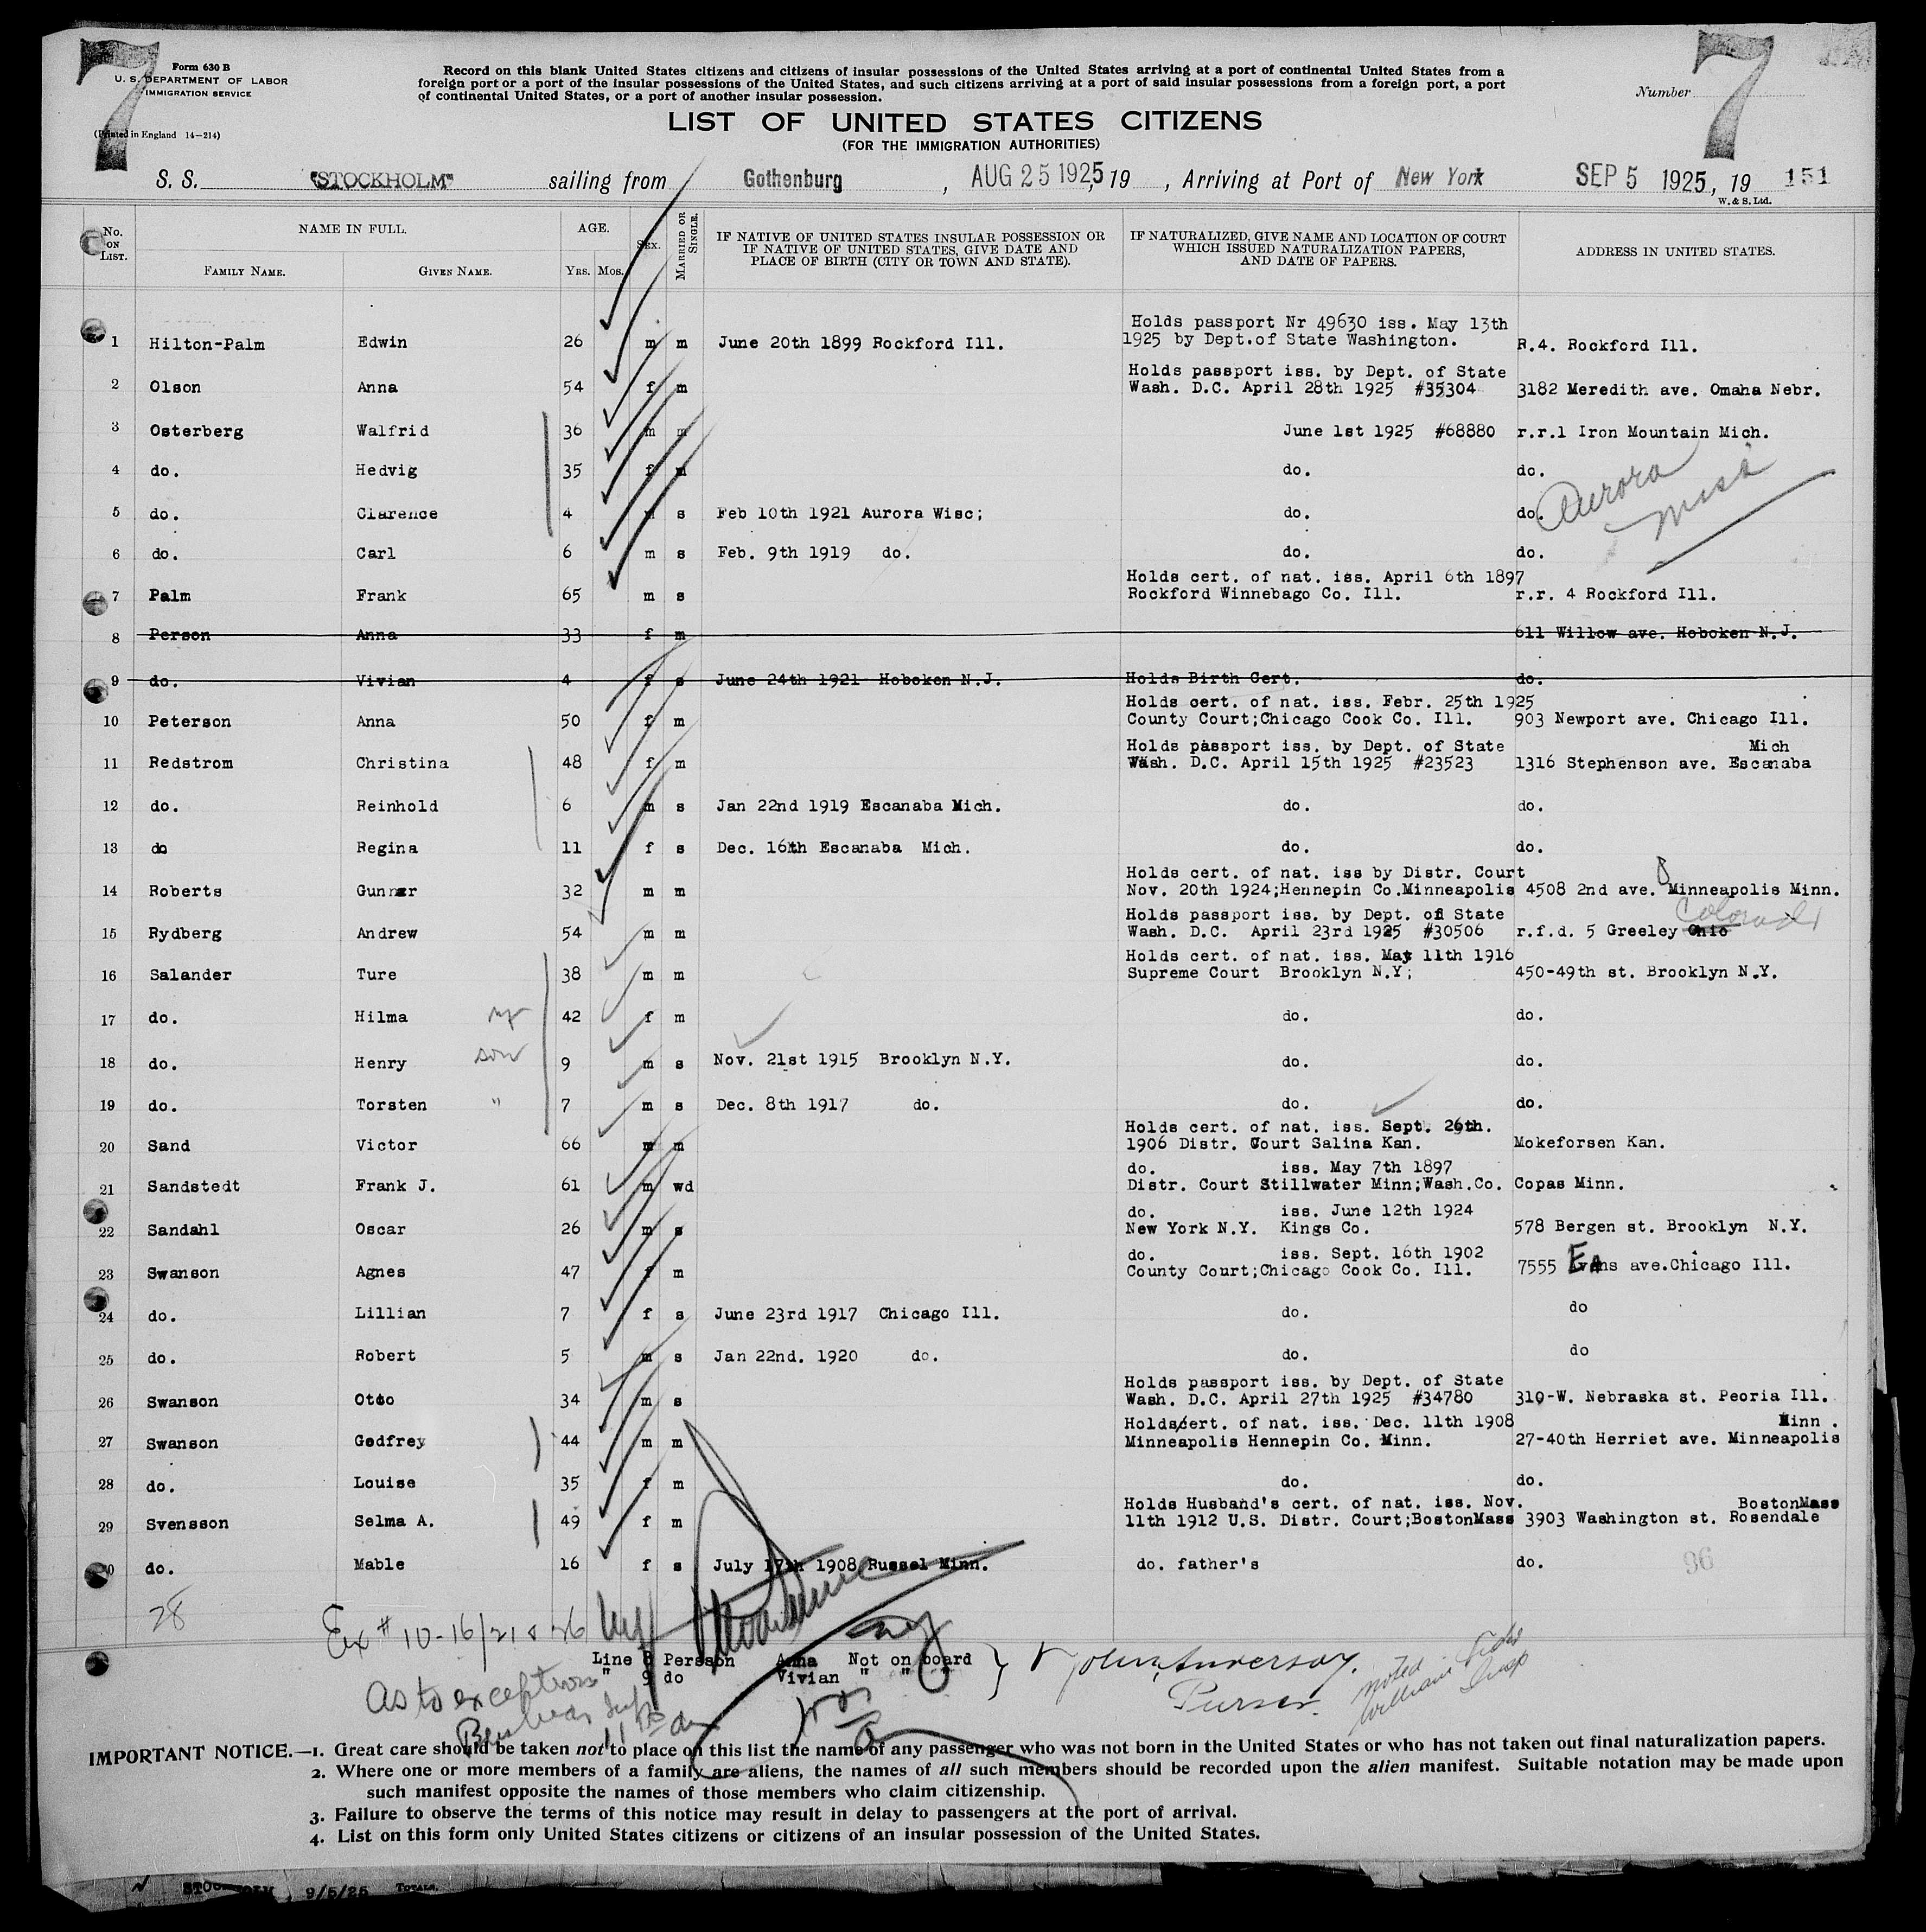 7
7
Form 630 B
U. S. DEPARTMENT OF LABOR
IMMIGRATION SERVICE
(Printed in England 14—214)
Record on this blank United States citizens and citizens of insular possessions of the United States arriving at a port of continental United States from a
foreign port or a port of the insular possessions of the United States, and such citizens arriving at a port of said insular possessions from a foreign port, a port
of continental United States, or a port of another insular possession.
Number
LIST OF UNITED STATES CITIZENS
(FOR THE IMMIGRATION AUTHORITIES)
S. S. "STOCKHOLM" sailing from Gothenburg, AUG 25 1925, 19 , Arriving at Port of New York SEP 5 1925, 19 151
W. & S. Ltd.
No. ON LIST. NAME IN FULL. AGE. SEX. MARRIED OR SINGLE. IF NATIVE OF UNITED STATES INSULAR POSSESSION OR IF NATIVE OF UNITED STATES, GIVE DATE AND PLACE OF BIRTH (CITY OR TOWN AND STATE). IF NATURALIZED, GIVE NAME AND LOCATION OF COURT WHICH ISSUED NATURALIZATION PAPERS, AND DATE OF PAPERS. ADDRESS IN UNITED STATES.
FAMILY NAME. GIVEN NAME. YRS. MOS.
Holds passport Nr 49630 iss. May 13th
1 Hilton-Palm Edwin 26 m m June 20th 1899 Rockford Ill. 1925 by Dept.of State Washington. R.4. Rockford Ill.
Holds passport iss. by Dept. of State
2 Olson Anna 54 f m Wash. D.C. April 28th 1925 #35304 3182 Meredith ave. Omaha Nebr.
3 Osterberg Walfrid 36 m m June 1st 1925 #68880 r.r.1 Iron Mountain Mich.
4 do. Hedvig 35 f m do. do.
Aurora
5 do. Clarence 4 m s Feb 10th 1921 Aurora Wisc; do. do.
6 do. Carl 6 m s Feb. 9th 1919 do. do. do.
Holds cert. of nat. iss. April 6th 1897
7 Palm Frank 65 m s Rockford Winnebago Co. Ill. r.r. 4 Rockford Ill.
8 Person Anna 33 f m 611 Willow ave. Hoboken N.J.
9 do. Vivian 4 f s June 24th 1921 Hoboken N.J. Holds Birth Cert. do.
Holds cert. of nat. iss. Febr. 25th 1925
10 Peterson Anna 50 f m County Court;Chicago Cook Co. Ill. 903 Newport ave. Chicago Ill.
Holds passport iss. by Dept. of State Mich
11 Redstrom Christina 48 f m Wash. D.C. April 15th 1925 #23523 1316 Stephenson ave. Escanaba
12 do. Reinhold 6 m s Jan 22nd 1919 Escanaba Mich. do. do.
13 do Regina 11 f s Dec. 16th Escanaba Mich. do. do.
Holds cert. of nat. iss by Distr. Court
14 Roberts Gunnar 32 m m Nov. 20th 1924;Hennepin Co.Minneapolis 4508 2nd ave. Minneapolis Minn.
Holds passport iss. by Dept. of State Colorado
15 Rydberg Andrew 54 m m Wash. D.C. April 23rd 1925 #30506 r.f.d. 5 Greeley Ohio
Holds cert. of nat. iss. May 11th 1916
16 Salander Ture 38 m m Supreme Court Brooklyn N.Y; 450-49th st. Brooklyn N.Y.
17 do. Hilma 42 f m do. do.
18 do. Henry son 9 m s Nov. 21st 1915 Brooklyn N.Y. do. do.
19 do. Torsten " 7 m s Dec. 8th 1917 do. do. do.
Holds cert. of nat. iss. Sept. 26th.
20 Sand Victor 66 m m 1906 Distr. Court Salina Kan. Mokeforsen Kan.
do. iss. May 7th 1897
21 Sandstedt Frank J. 61 m wd Distr. Court Stillwater Minn;Wash.Co. Copas Minn.
do. iss. June 12th 1924
22 Sandahl Oscar 26 m s New York N.Y. Kings Co. 578 Bergen st. Brooklyn N.Y.
do. iss. Sept. 16th 1902
23 Swanson Agnes 47 f m County Court;Chicago Cook Co. Ill. 7555 Evans ave.Chicago Ill.
24 do. Lillian 7 f s June 23rd 1917 Chicago Ill. do. do
25 do. Robert 5 m s Jan 22nd. 1920 do. do. do
Holds passport iss. by Dept. of State
26 Swanson Otto 34 m s Wash. D.C. April 27th 1925 #34780 310-W. Nebraska st. Peoria Ill.
Holds cert. of nat. iss. Dec. 11th 1908 Minn.
27 Swanson Godfrey 44 m m Minneapolis Hennepin Co. Minn. 27-40th Herriet ave. Minneapolis
28 do. Louise 35 f m do. do.
Holds Husband's cert. of nat. iss. Nov. BostonMass
29 Svensson Selma A. 49 f m 11th 1912 U.S. Distr. Court;BostonMass 3903 Washington st. Rosendale
30 do. Mable 16 f s July 17th 1908 Russel Minn. do. father's do.
96
28
Ex # 10-16/21 & 26
Line 8 Persson Anna Not on board
" 9 do Vivian " " "
Purser.
noted
As to exceptions
IMPORTANT NOTICE.—1. Great care should be taken not to place on this list the name of any passenger who was not born in the United States or who has not taken out final naturalization papers.
2. Where one or more members of a family are aliens, the names of all such members should be recorded upon the alien manifest. Suitable notation may be made upon
such manifest opposite the names of those members who claim citizenship.
3. Failure to observe the terms of this notice may result in delay to passengers at the port of arrival.
4. List on this form only United States citizens or citizens of an insular possession of the United States.
STOCKHOLM, 9/5/25 TOTALS.